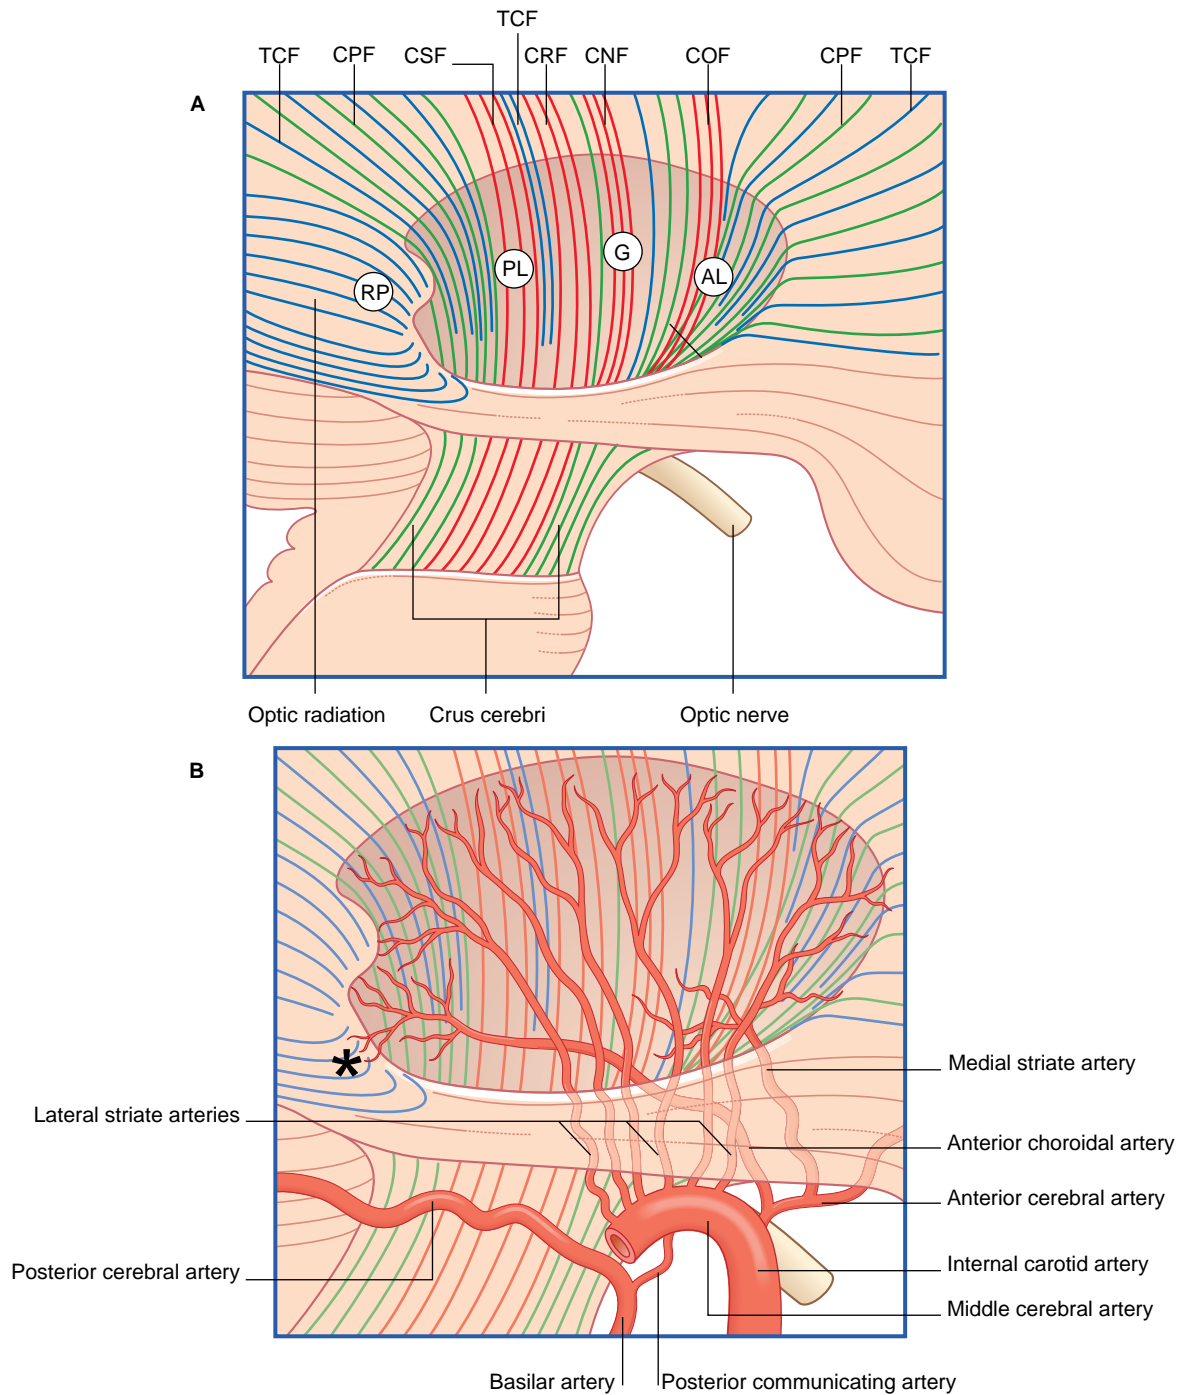 TCF
TCF CPF CSF CRF CNF COF CPF TCF
A
G
PL
AL
RP
Optic radiation Crus cerebri Optic nerve
B
*
Medial striate artery
Lateral striate arteries
Anterior choroidal artery
Anterior cerebral artery
Internal carotid artery
Posterior cerebral artery
Middle cerebral artery
Basilar artery Posterior communicating artery